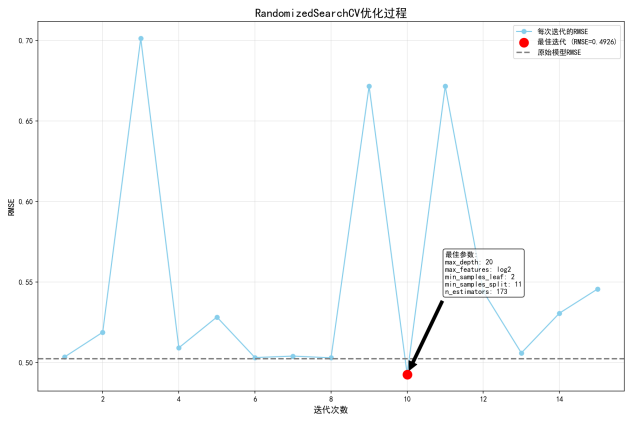 RandomizedSearchCV优化过程
每次迭代的RMSE
最佳迭代 (RMSE=0.4926)
原始模型RMSE
RMSE
0.70
0.65
0.60
0.55
0.50
最佳参数:
max_depth: 20
max_features: log2
min_samples_leaf: 2
min_samples_split: 11
n_estimators: 173
2
4
6
8
10
12
14
迭代次数